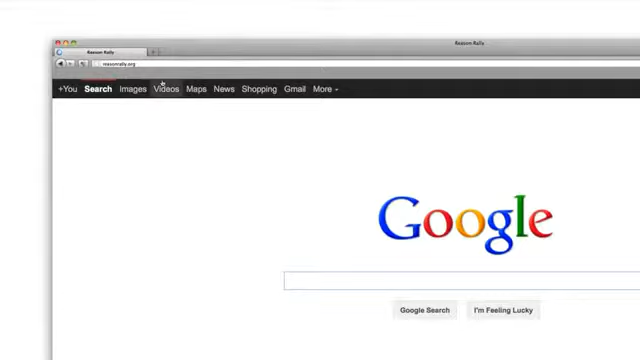 Reason Rally
Reason Rally
reasonrally.org
+You Search Images Videos Maps News Shopping Gmail More
Google
Google Search I'm Feeling Lucky